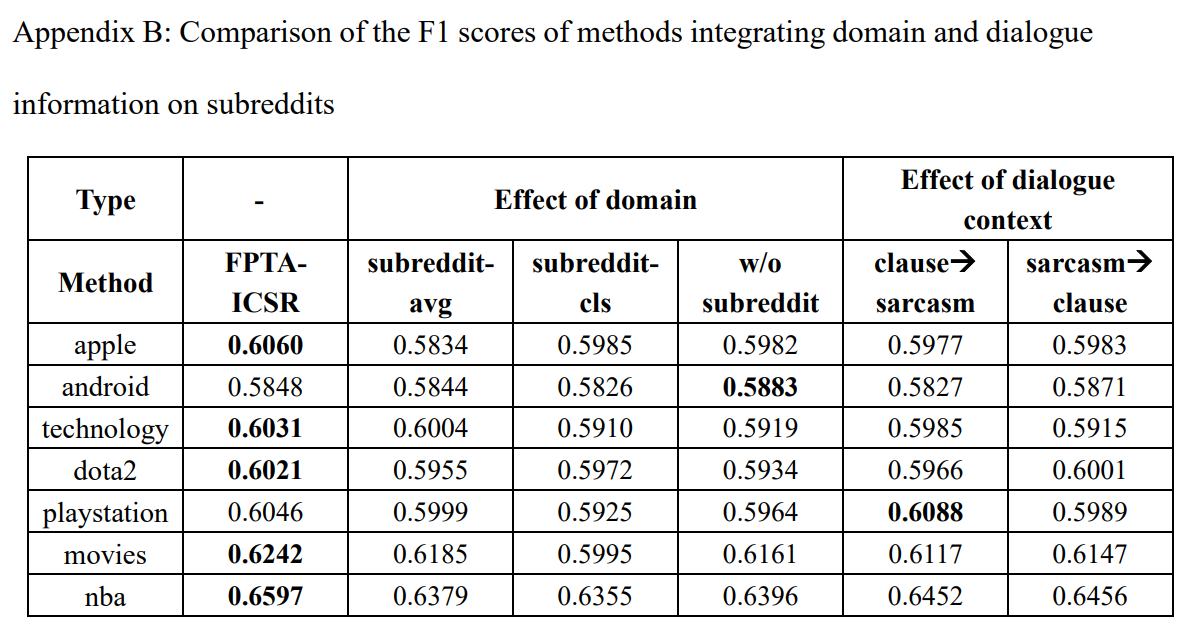 Appendix B: Comparison of the F1 scores of methods integrating domain and dialogue
information on subreddits
Type - Effect of domain Effect of dialogue
context
Method FPTA- subreddit- subreddit- w/o clause→ sarcasm→
ICSR avg cls subreddit sarcasm clause
apple 0.6060 0.5834 0.5985 0.5982 0.5977 0.5983
android 0.5848 0.5844 0.5826 0.5883 0.5827 0.5871
technology 0.6031 0.6004 0.5910 0.5919 0.5985 0.5915
dota2 0.6021 0.5955 0.5972 0.5934 0.5966 0.6001
playstation 0.6046 0.5999 0.5925 0.5964 0.6088 0.5989
movies 0.6242 0.6185 0.5995 0.6161 0.6117 0.6147
nba 0.6597 0.6379 0.6355 0.6396 0.6452 0.6456